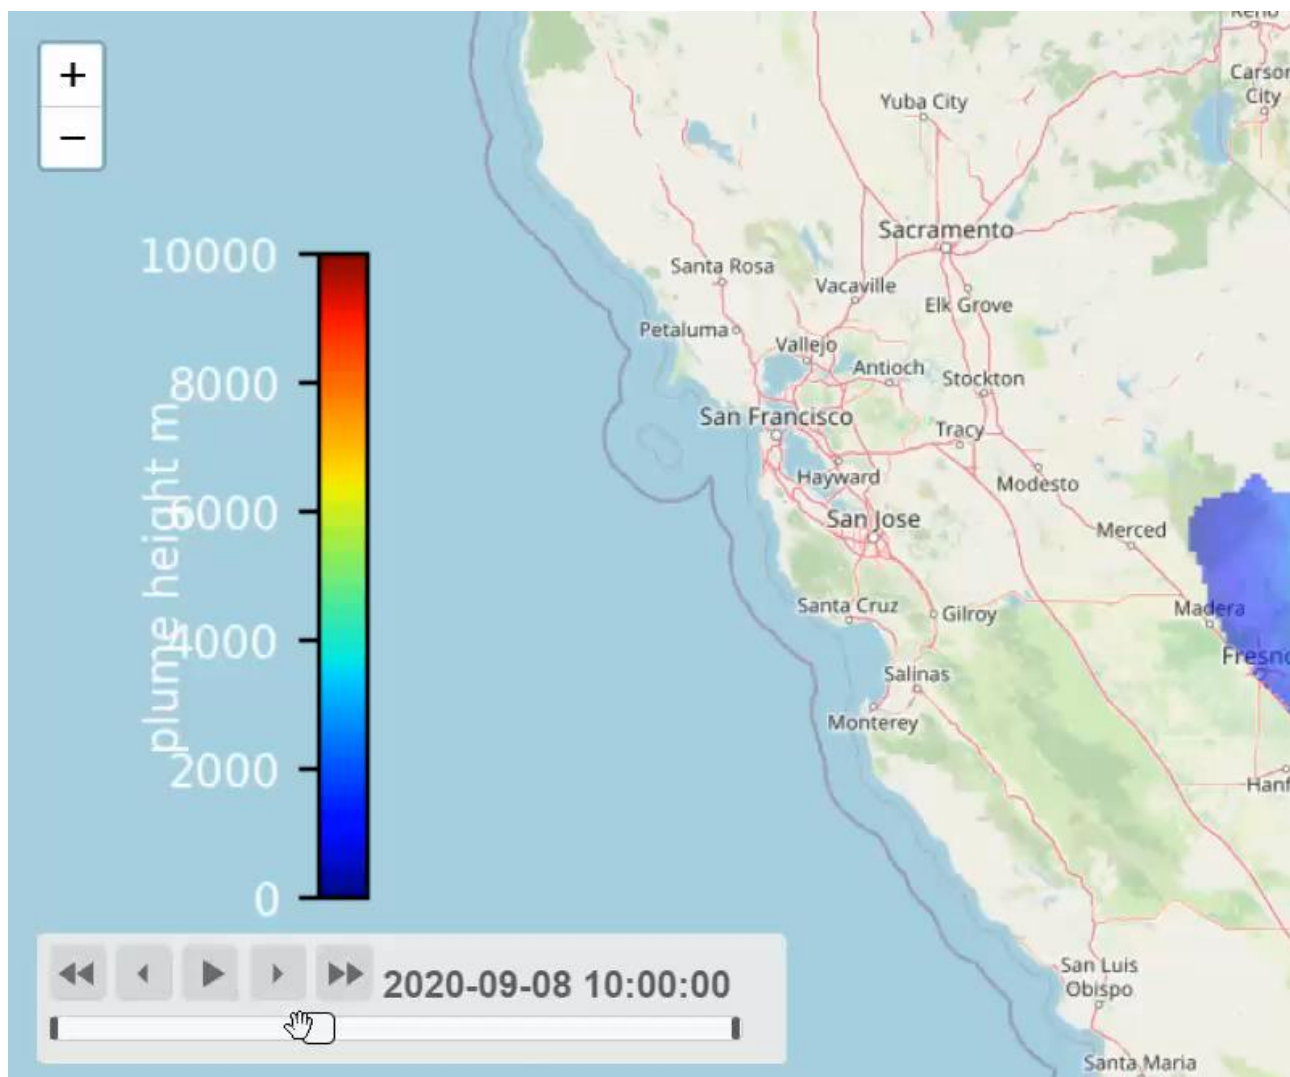 +
−
Reno
Carson
City
Yuba City
Sacramento
Santa Rosa
Vacaville
Elk Grove
Petaluma
Vallejo
Antioch
Stockton
San Francisco
Tracy
Hayward
Modesto
San Jose
Merced
Santa Cruz
Gilroy
Madera
Fresno
Salinas
Monterey
Hanf
San Luis
Obispo
Santa Maria
10000
8000
6000
4000
2000
0
plume height m
2020-09-08 10:00:00